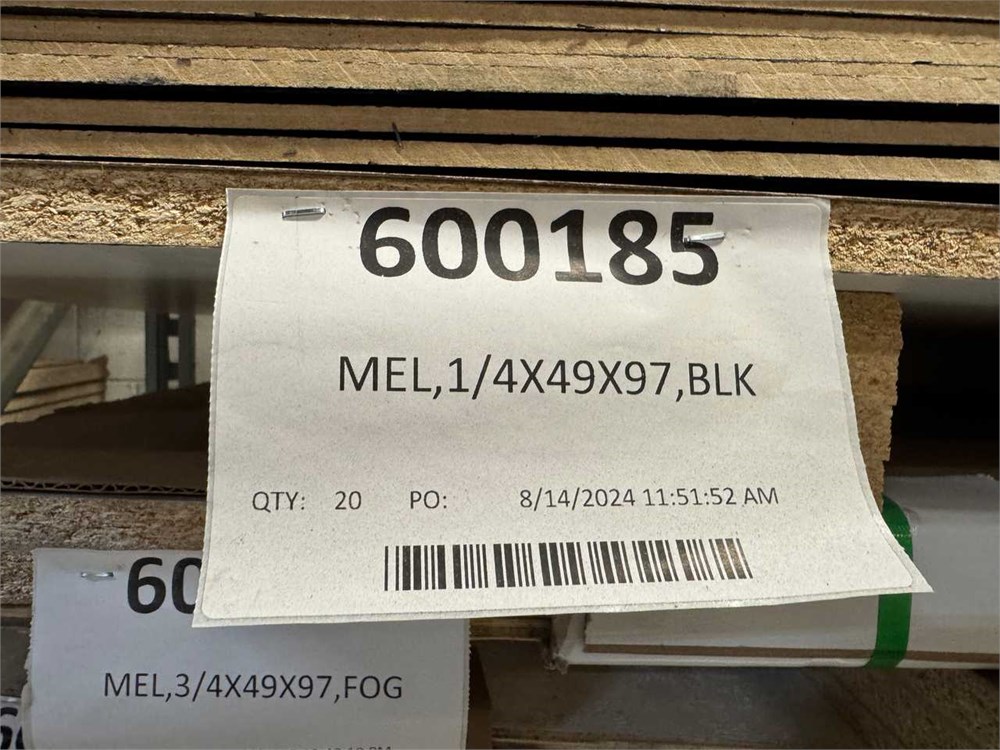 600185
MEL,1/4X49X97,BLK
QTY: 20 PO: 8/14/2024 11:51:52 AM
60
MEL,3/4X49X97,FOG